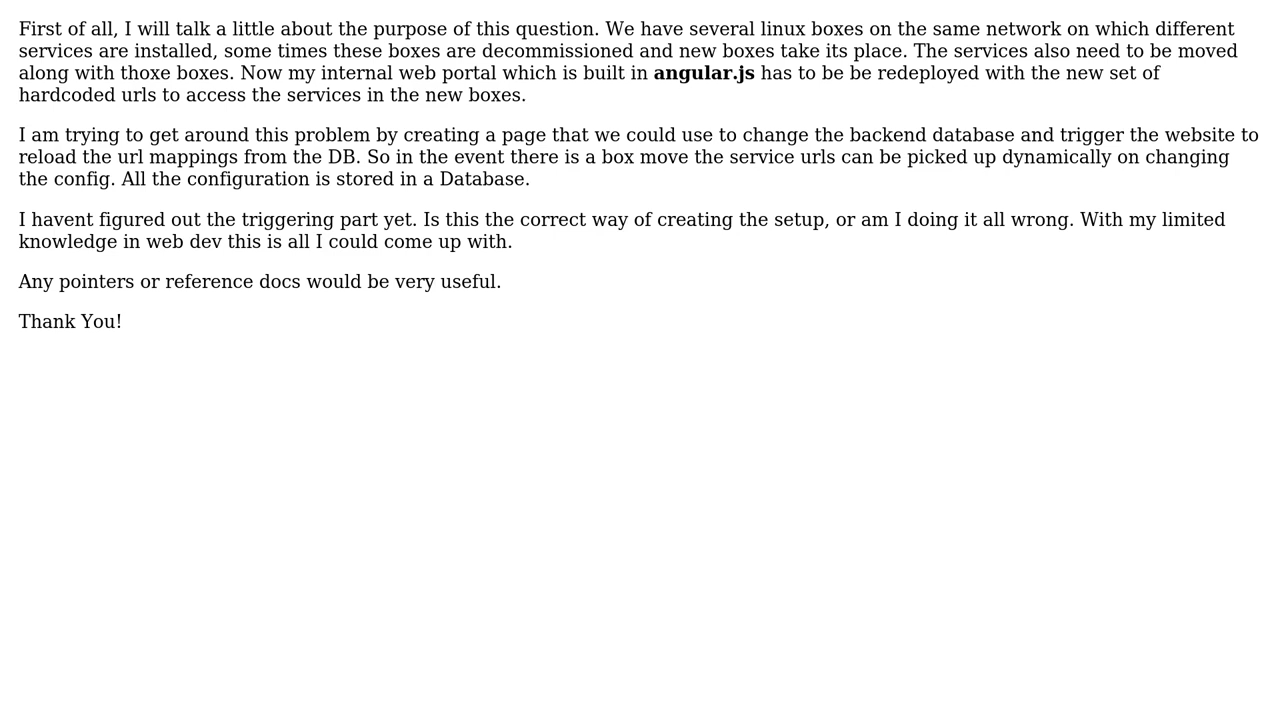 First of all, I will talk a little about the purpose of this question. We have several linux boxes on the same network on which different
services are installed, some times these boxes are decommissioned and new boxes take its place. The services also need to be moved
along with thoxe boxes. Now my internal web portal which is built in angular.js has to be be redeployed with the new set of
hardcoded urls to access the services in the new boxes.
I am trying to get around this problem by creating a page that we could use to change the backend database and trigger the website to
reload the url mappings from the DB. So in the event there is a box move the service urls can be picked up dynamically on changing
the config. All the configuration is stored in a Database.
I havent figured out the triggering part yet. Is this the correct way of creating the setup, or am I doing it all wrong. With my limited
knowledge in web dev this is all I could come up with.
Any pointers or reference docs would be very useful.
Thank You!